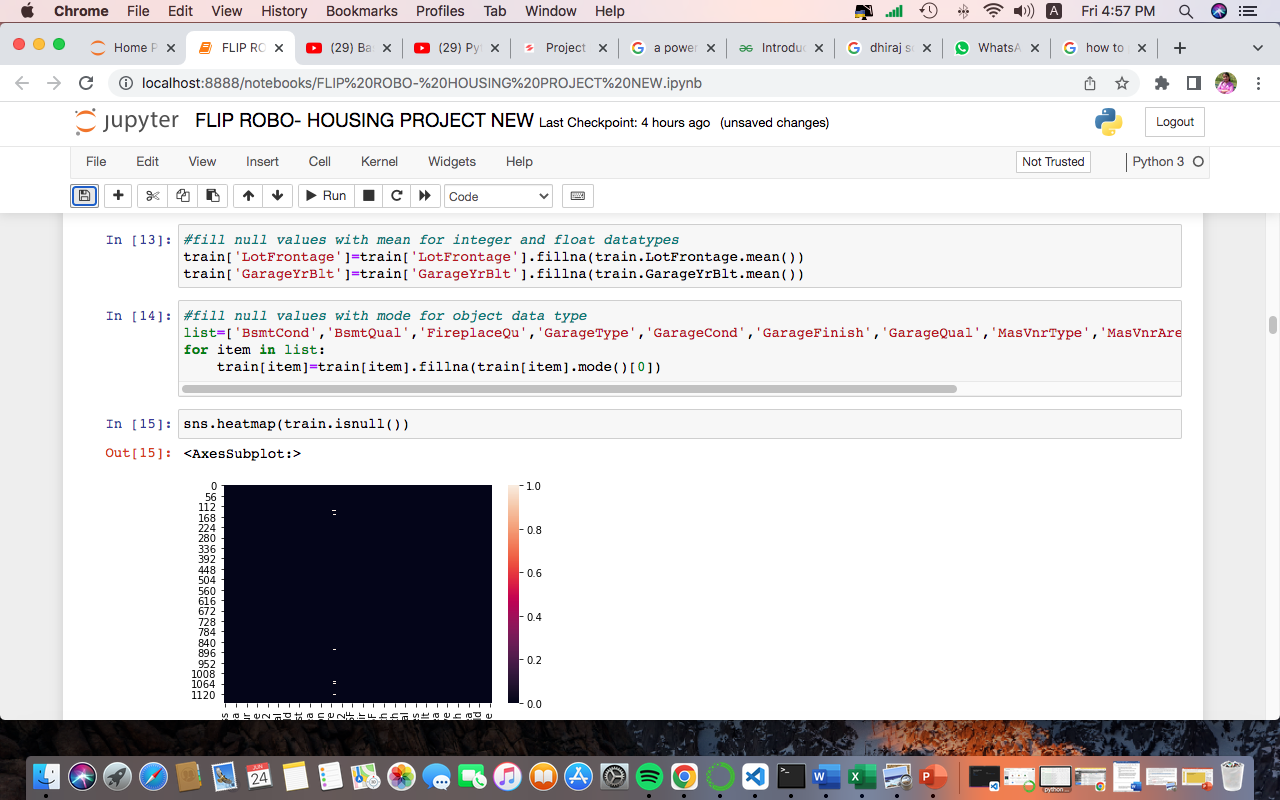 Chrome File Edit View History Bookmarks Profiles Tab Window Help A Fri 4:57 PM
Home P FLIP RO (29) Ba (29) Py Project a power Introduc dhiraj su WhatsA how to
localhost:8888/notebooks/FLIP%20ROBO-%20HOUSING%20PROJECT%20NEW.ipynb
jupyter FLIP ROBO- HOUSING PROJECT NEW Last Checkpoint: 4 hours ago (unsaved changes) Logout
File Edit View Insert Cell Kernel Widgets Help Not Trusted Python 3
Run Code
In [13]: #fill null values with mean for integer and float datatypes
train['LotFrontage']=train['LotFrontage'].fillna(train.LotFrontage.mean())
train['GarageYrBlt']=train['GarageYrBlt'].fillna(train.GarageYrBlt.mean())
In [14]: #fill null values with mode for object data type
list=['BsmtCond','BsmtQual','FireplaceQu','GarageType','GarageCond','GarageFinish','GarageQual','MasVnrType','MasVnrAre
for item in list:
train[item]=train[item].fillna(train[item].mode()[0])
In [15]: sns.heatmap(train.isnull())
Out[15]: <AxesSubplot:>
0 1.0
56
112
168
224 0.8
280
336
392
448 0.6
504
560
616
672 0.4
728
784
840
896 0.2
952
1008
1064
1120
0.0
JUN
24